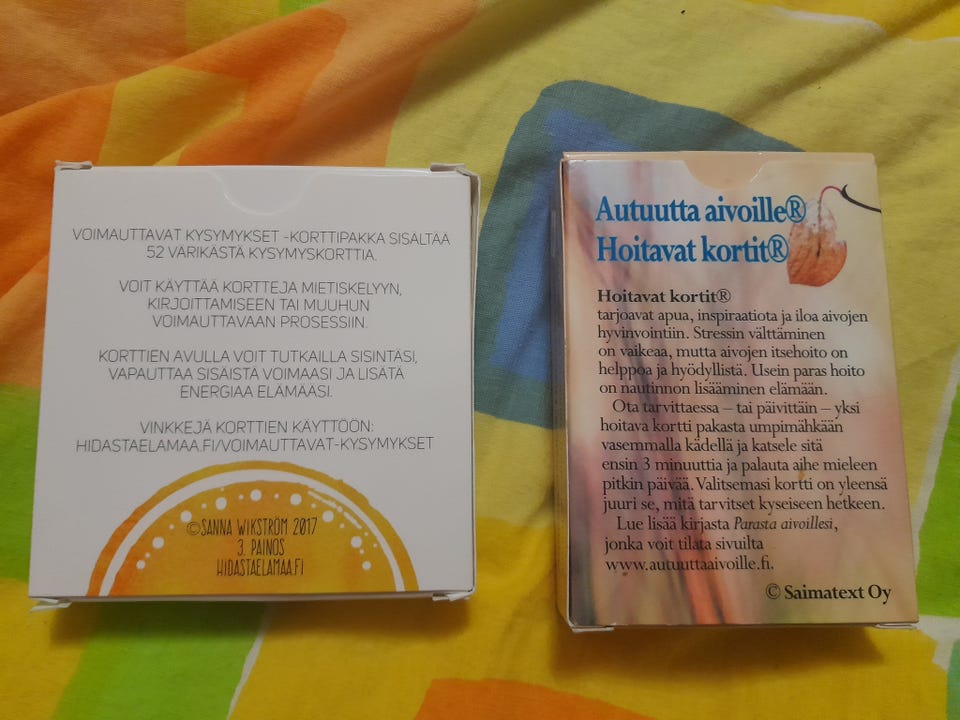 VOIMAUTTAVAT KYSYMYKSET -KORTTIPAKKA SISÄLTÄÄ
52 VÄRIKÄSTÄ KYSYMYSKORTTIA.
VOIT KÄYTTÄÄ KORTTEJA MIETISKELYYN,
KIRJOITTAMISEEN TAI MUUHUN
VOIMAUTTAVAAN PROSESSIIN.
KORTTIEN AVULLA VOIT TUTKAILLA SISINTÄSI,
VAPAUTTAA SISÄISTÄ VOIMAASI JA LISÄTÄ
ENERGIAA ELÄMÄÄSI.
VINKKEJÄ KORTTIEN KÄYTTÖÖN:
HIDASTAELAMAA.FI/VOIMAUTTAVAT-KYSYMYKSET
©SANNA WIKSTRÖM 2017
3. PAINOS
HIDASTAELAMAA.FI
Autuutta aivoille®
Hoitavat kortit®
Hoitavat kortit®
tarjoavat apua, inspiraatiota ja iloa aivojen
hyvinvointiin. Stressin välttäminen
on vaikeaa, mutta aivojen itsehoito on
helppoa ja hyödyllistä. Usein paras hoito
on nautinnon lisääminen elämään.
Ota tarvittaessa – tai päivittäin – yksi
hoitava kortti pakasta umpimähkään
vasemmalla kädellä ja katsele sitä
ensin 3 minuuttia ja palauta aihe mieleen
pitkin päivää. Valitsemasi kortti on yleensä
juuri se, mitä tarvitset kyseiseen hetkeen.
Lue lisää kirjasta Parasta aivoillesi,
jonka voit tilata sivuilta
www.autuuttaaivoille.fi.
© Saimatext Oy